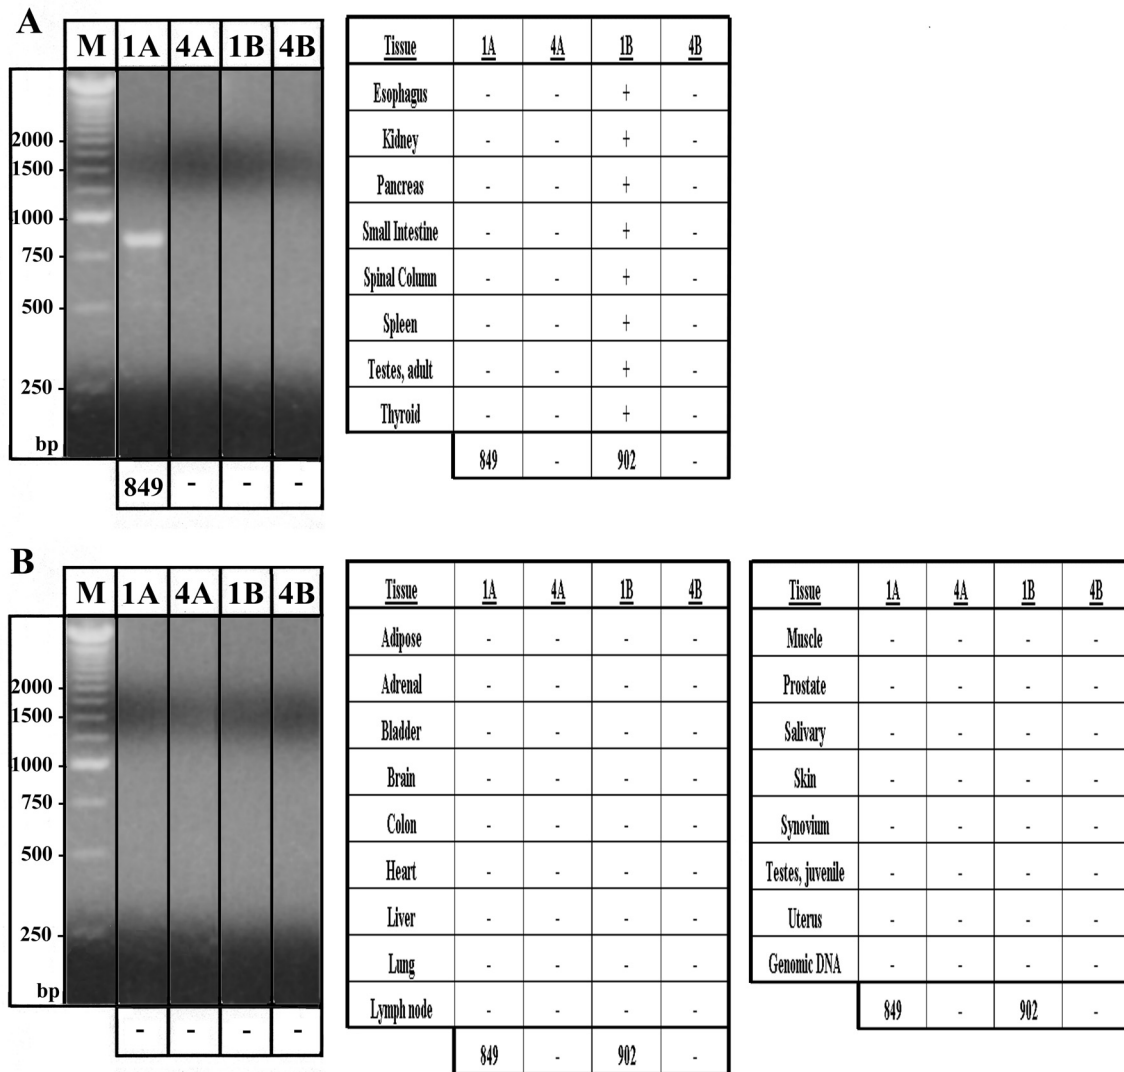 A
M 1A 4A 1B 4B
2000
1500
1000
750
500
250
bp
849 - - -
Tissue 1A 4A 1B 4B
Esophagus - - + -
Kidney - - + -
Pancreas - - + -
Small Intestine - - + -
Spinal Column - - + -
Spleen - - + -
Testes, adult - - + -
Thyroid - - + -
849 - 902 -
B
M 1A 4A 1B 4B
2000
1500
1000
750
500
250
bp
- - - -
Tissue 1A 4A 1B 4B
Adipose - - - -
Adrenal - - - -
Bladder - - - -
Brain - - - -
Colon - - - -
Heart - - - -
Liver - - - -
Lung - - - -
Lymph node - - - -
849 - 902 -
Tissue 1A 4A 1B 4B
Muscle - - - -
Prostate - - - -
Salivary - - - -
Skin - - - -
Synovium - - - -
Testes, juvenile - - - -
Uterus - - - -
Genomic DNA - - - -
849 - 902 -